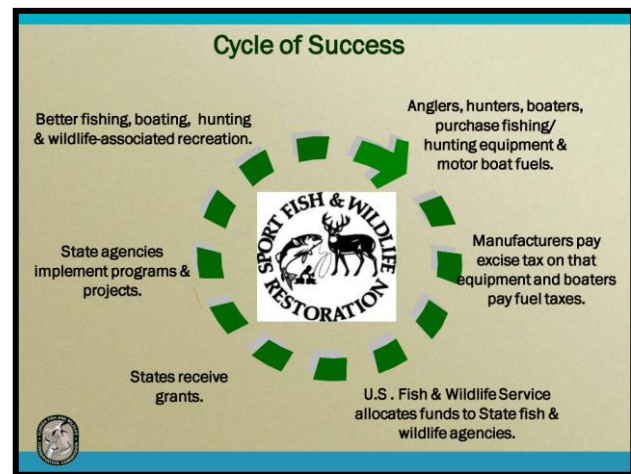 Cycle of Success
Better fishing, boating, hunting
& wildlife-associated recreation.
Anglers, hunters, boaters,
purchase fishing/
hunting equipment &
motor boat fuels.
SPORT FISH & WILDLIFE
RESTORATION
State agencies
implement programs &
projects.
Manufacturers pay
excise tax on that
equipment and boaters
pay fuel taxes.
States receive
grants.
U.S . Fish & Wildlife Service
allocates funds to State fish &
wildlife agencies.